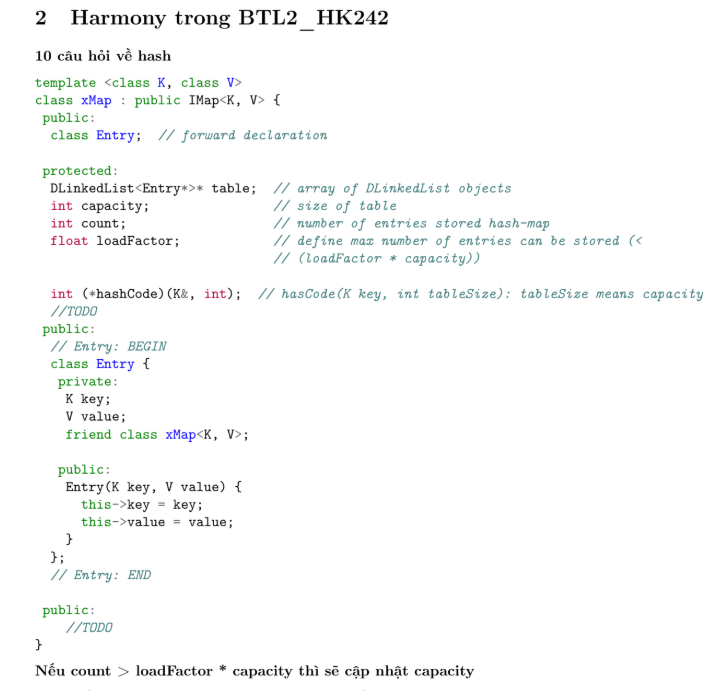 2 Harmony trong BTL2_HK242
10 câu hỏi về hash
template <class K, class V>
class xMap : public IMap<K, V> {
 public:
  class Entry;  // forward declaration

 protected:
  DLinkedList<Entry*>* table;  // array of DLinkedList objects
  int capacity;                // size of table
  int count;                   // number of entries stored hash-map
  float loadFactor;            // define max number of entries can be stored (<
                               // (loadFactor * capacity))

  int (*hashCode)(K&, int);  // hasCode(K key, int tableSize): tableSize means capacity
  //TODO
 public:
  // Entry: BEGIN
  class Entry {
   private:
    K key;
    V value;
    friend class xMap<K, V>;

   public:
    Entry(K key, V value) {
      this->key = key;
      this->value = value;
    }
  };
  // Entry: END

 public:
    //TODO
}
Nếu count > loadFactor * capacity thì sẽ cập nhật capacity